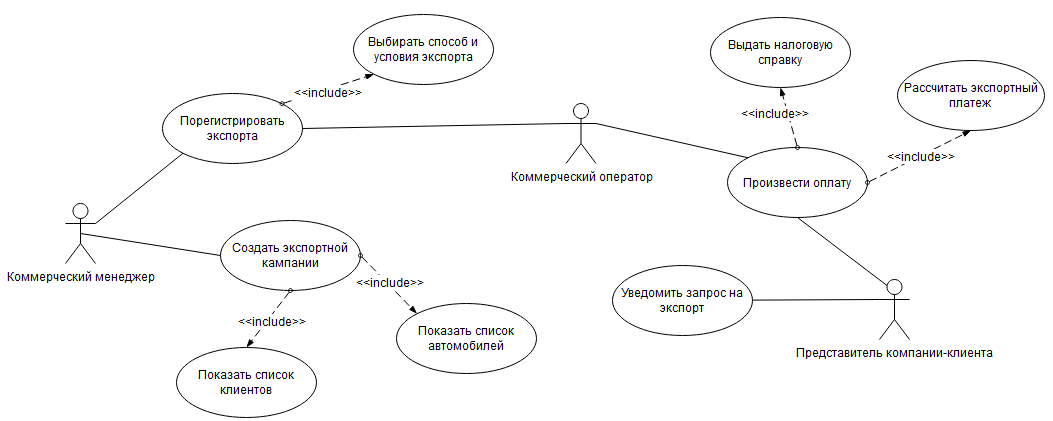 Выбирать способ и
условия экспорта
<<include>>
Порегистрировать
экспорта
Выдать налоговую
справку
<<include>>
Рассчитать экспортный
платеж
<<include>>
Коммерческий оператор
Произвести оплату
Коммерческий менеджер
Создать экспортной
кампании
<<include>>
<<include>>
Показать список
автомобилей
Показать список
клиентов
Уведомить запрос на
экспорт
Представитель компании-клиента